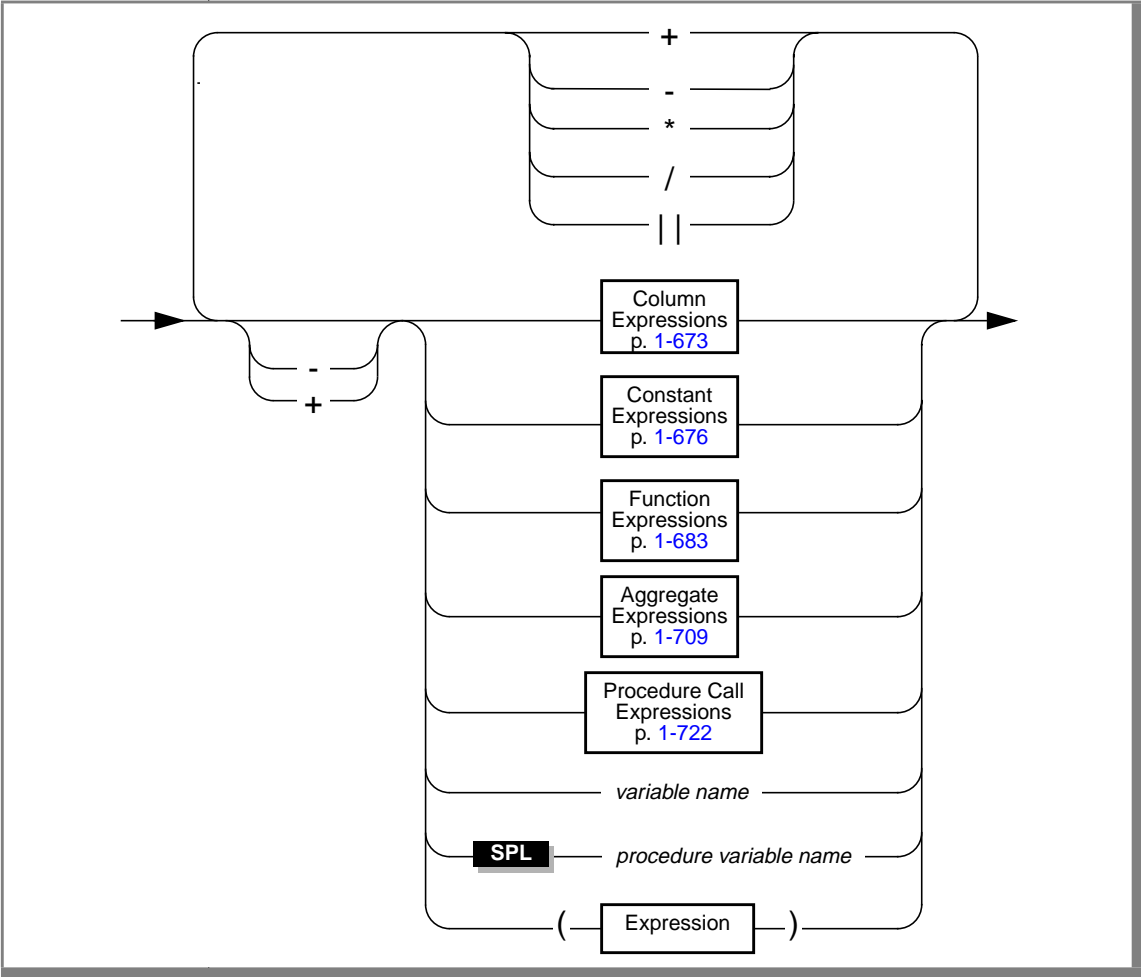 +
-
*
/
||
Column
Expressions
p. 1-673
-
+
Constant
Expressions
p. 1-676
Function
Expressions
p. 1-683
Aggregate
Expressions
p. 1-709
Procedure Call
Expressions
p. 1-722
variable name
SPL procedure variable name
( Expression )